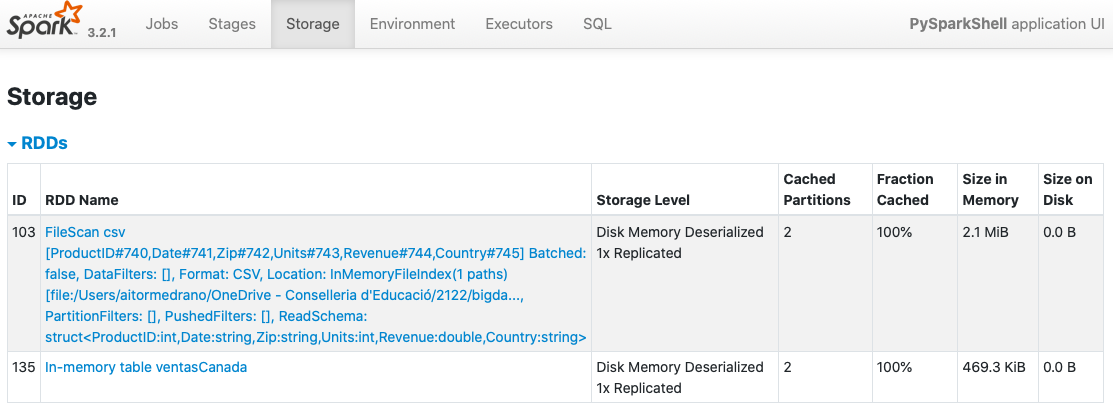 APACHE
Spark 3.2.1 Jobs Stages Storage Environment Executors SQL PySparkShell application UI
Storage
RDDs
ID RDD Name Storage Level Cached Partitions Fraction Cached Size in Memory Size on Disk
103 FileScan csv Disk Memory Deserialized 2 100% 2.1 MiB 0.0 B
[ProductID#740,Date#741,Zip#742,Units#743,Revenue#744,Country#745] Batched: 1x Replicated
false, DataFilters: [], Format: CSV, Location: InMemoryFileIndex(1 paths)
[file:/Users/aitormedrano/OneDrive - Conselleria d'Educació/2122/bigda...,
PartitionFilters: [], PushedFilters: [], ReadSchema:
struct<ProductID:int,Date:string,Zip:string,Units:int,Revenue:double,Country:string>
135 In-memory table ventasCanada Disk Memory Deserialized 2 100% 469.3 KiB 0.0 B
1x Replicated